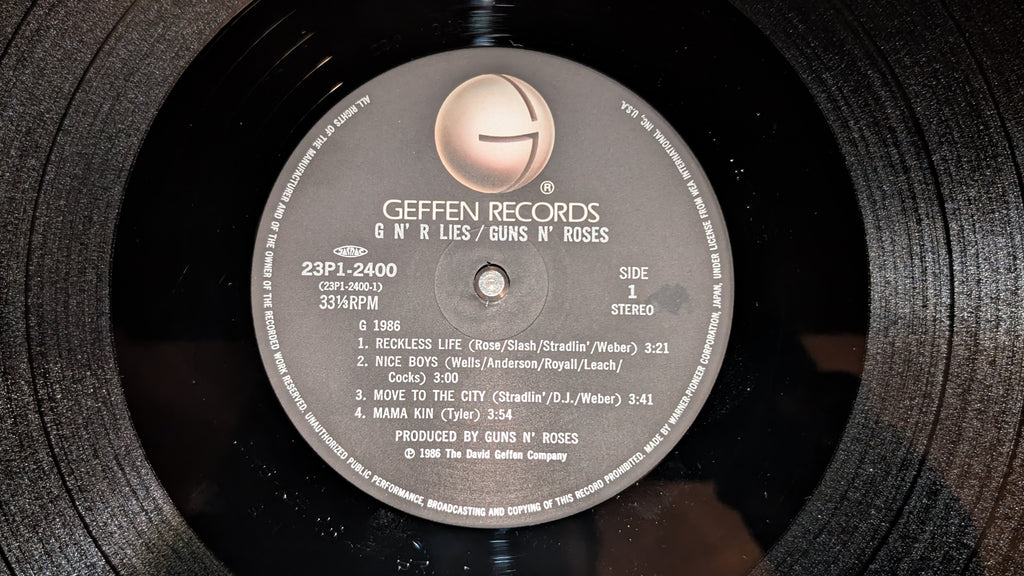 ALL RIGHTS OF THE MANUFACTURER AND OF THE OWNER OF THE RECORDED WORK RESERVED. UNAUTHORIZED PUBLIC PERFORMANCE, BROADCASTING AND COPYING OF THIS RECORD PROHIBITED. MADE BY WARNER-PIONEER CORPORATION, JAPAN, UNDER LICENSE FROM WEA INTERNATIONAL INC., U.S.A.
G
®
GEFFEN RECORDS
G N' R LIES / GUNS N' ROSES
23P1-2400
(23P1-2400-1)
33⅓RPM
SIDE
1
STEREO
G 1986
1. RECKLESS LIFE (Rose/Slash/Stradlin'/Weber) 3:21
2. NICE BOYS (Wells/Anderson/Royall/Leach/
Cocks) 3:00
3. MOVE TO THE CITY (Stradlin'/D.J./Weber) 3:41
4. MAMA KIN (Tyler) 3:54
PRODUCED BY GUNS N' ROSES
℗ 1986 The David Geffen Company